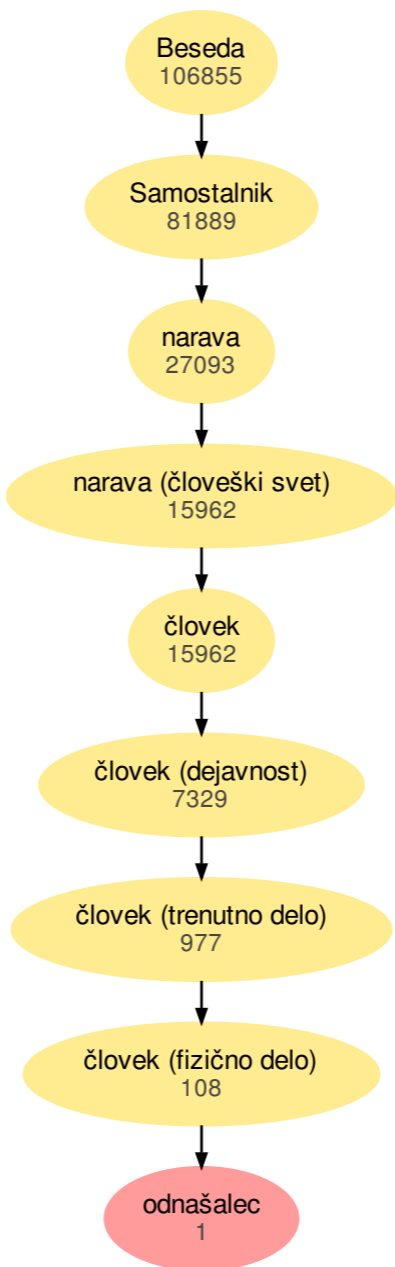 Beseda
106855
Samostalnik
81889
narava
27093
narava (človeški svet)
15962
človek
15962
človek (dejavnost)
7329
človek (trenutno delo)
977
človek (fizično delo)
108
odnašalec
1